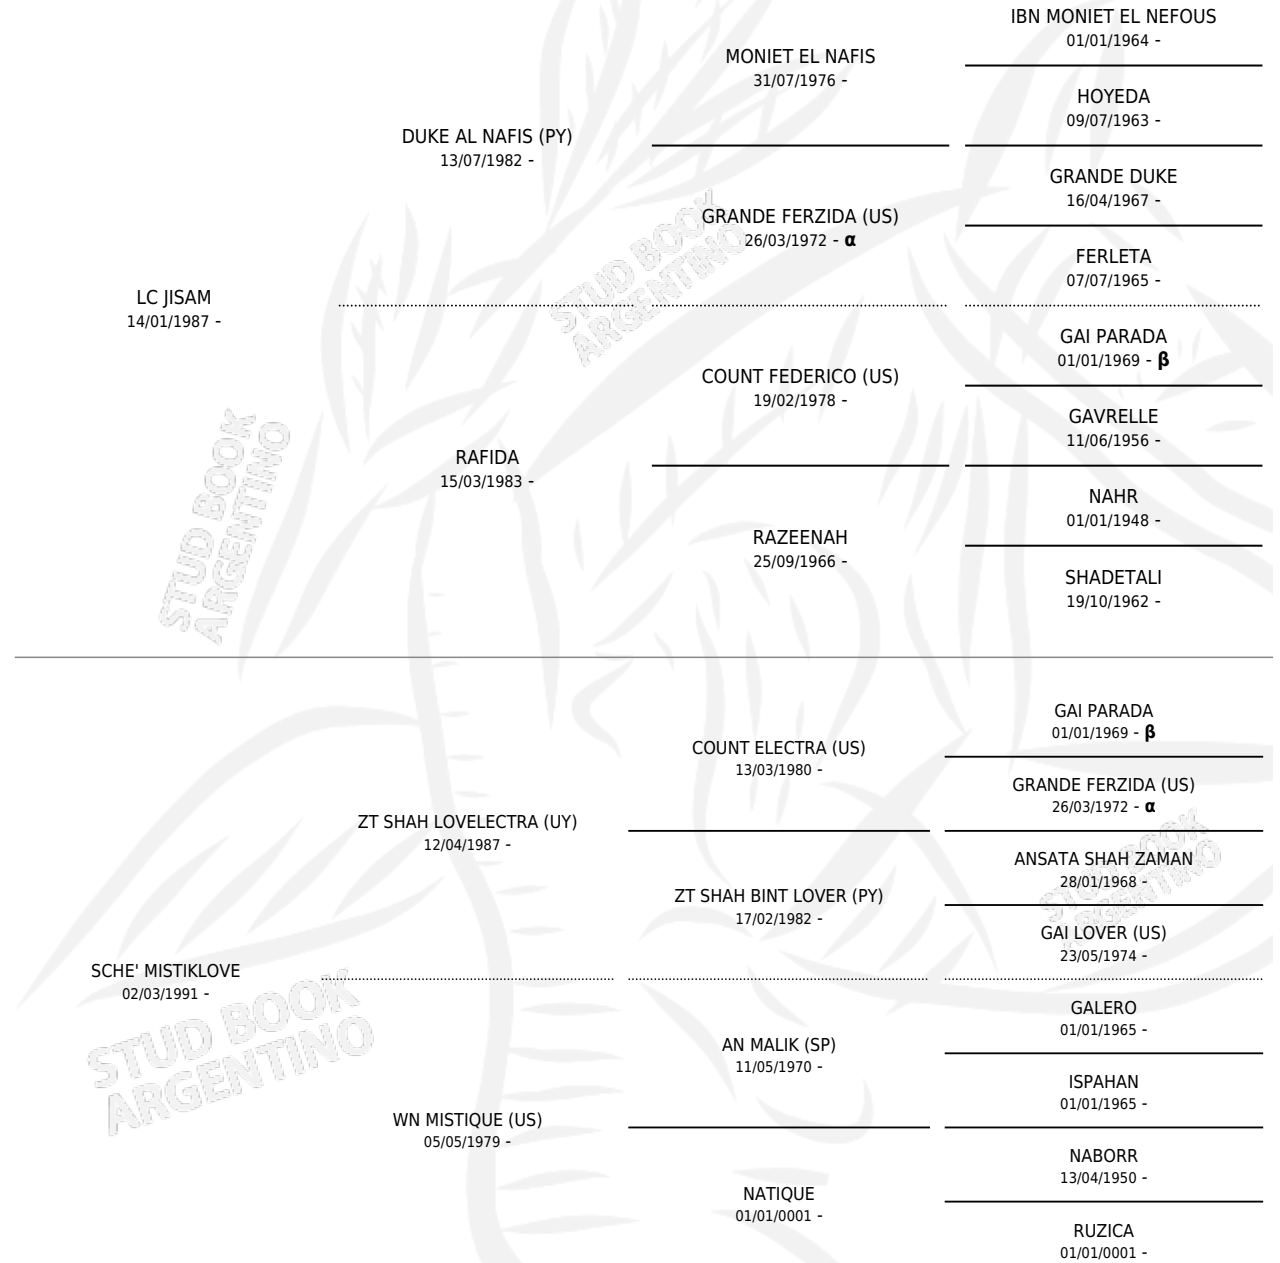 IBN MONIET EL NEFOUS
01/01/1964 -
MONIET EL NAFIS
31/07/1976 -
HOYEDA
09/07/1963 -
DUKE AL NAFIS (PY)
13/07/1982 -
GRANDE DUKE
16/04/1967 -
GRANDE FERZIDA (US)
26/03/1972 - α
FERLETA
07/07/1965 -
LC JISAM
14/01/1987 -
GAI PARADA
01/01/1969 - β
COUNT FEDERICO (US)
19/02/1978 -
GAVRELLE
11/06/1956 -
RAFIDA
15/03/1983 -
NAHR
01/01/1948 -
RAZEENAH
25/09/1966 -
SHADETALI
19/10/1962 -
GAI PARADA
01/01/1969 - β
COUNT ELECTRA (US)
13/03/1980 -
GRANDE FERZIDA (US)
26/03/1972 - α
ZT SHAH LOVELECTRA (UY)
12/04/1987 -
ANSATA SHAH ZAMAN
28/01/1968 -
ZT SHAH BINT LOVER (PY)
17/02/1982 -
GAI LOVER (US)
23/05/1974 -
SCHE' MISTIKLOVE
02/03/1991 -
GALERO
01/01/1965 -
AN MALIK (SP)
11/05/1970 -
ISPAHAN
01/01/1965 -
WN MISTIQUE (US)
05/05/1979 -
NABORR
13/04/1950 -
NATIQUE
01/01/0001 -
RUZICA
01/01/0001 -
STUD BOOK
ARGENTINO
STUD BOOK
ARGENTINO
STUD BOOK
ARGENTINO
STUD BOOK
ARGENTINO